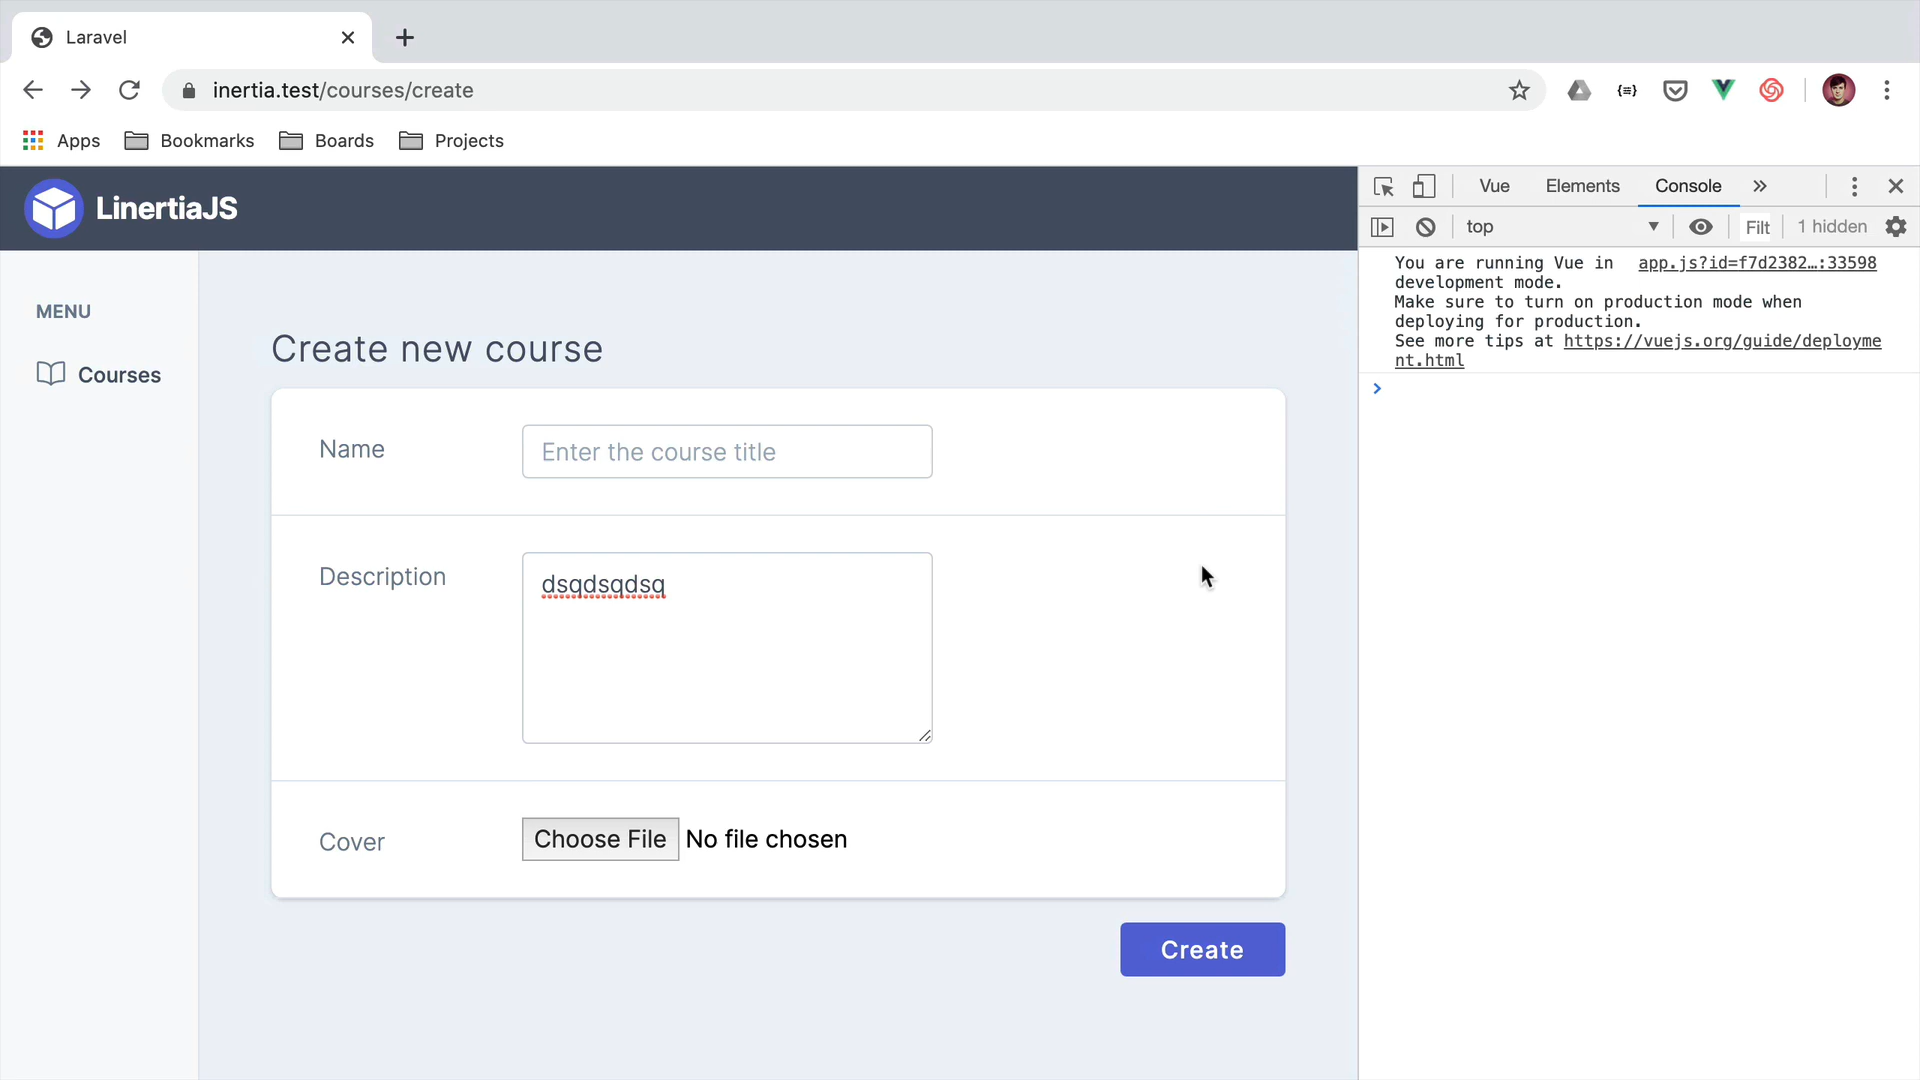 Laravel
inertia.test/courses/create
{≡}
Apps
Bookmarks
Boards
Projects
LinertiaJS
MENU
Courses
Create new course
Name
Enter the course title
Description
dsqdsqdsq
Cover
Choose File No file chosen
Create
Vue
Elements
Console
top
Filt
1 hidden
You are running Vue in app.js?id=f7d2382…:33598
development mode.
Make sure to turn on production mode when
deploying for production.
See more tips at https://vuejs.org/guide/deployme
nt.html